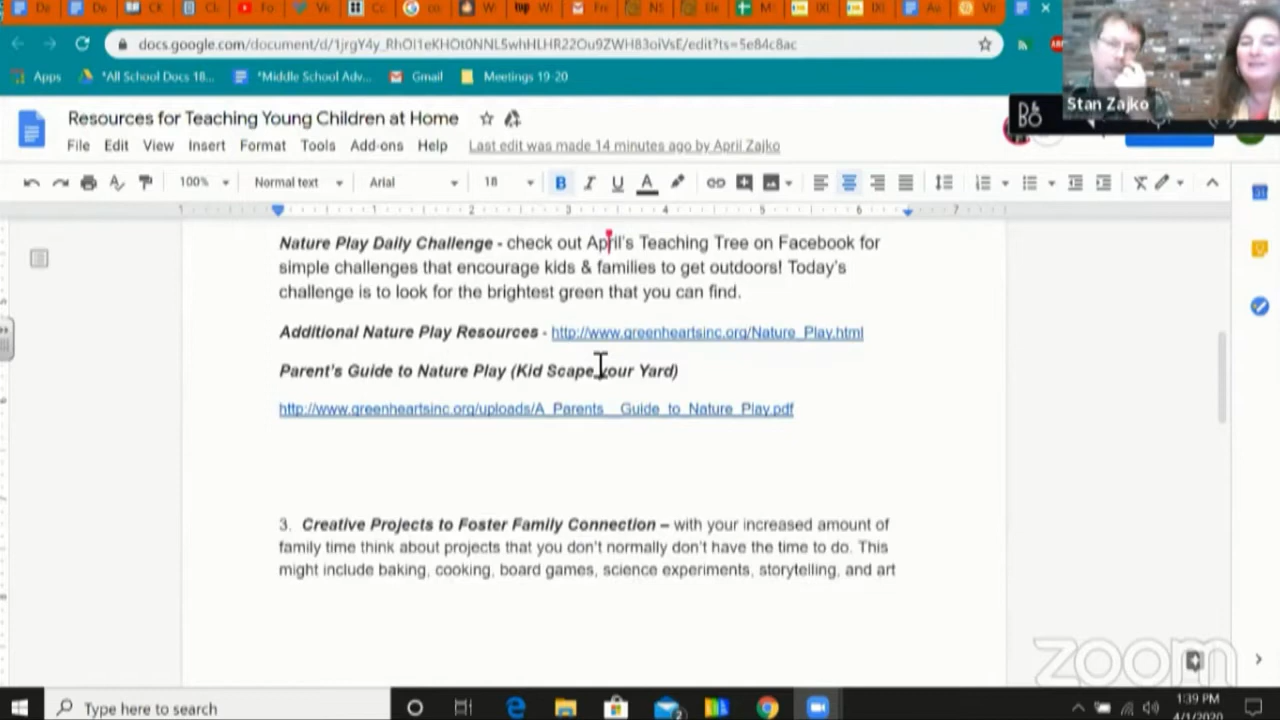 docs.google.com/document/d/1jrgY4y_RhOl1eKHOt0NNL5whHLHR22Ou9ZWH83oiVsE/edit?ts=5e84c8ac
Apps
*All School Docs 18...
*Middle School Adv...
Gmail
Meetings 19-20
Stan Zajko
Resources for Teaching Young Children at Home
File Edit View Insert Format Tools Add-ons Help
Last edit was made 14 minutes ago by April Zajko
100% Normal text Arial 18 B I U A
1 1 2 3 4 5 6 7
Nature Play Daily Challenge - check out April's Teaching Tree on Facebook for
simple challenges that encourage kids & families to get outdoors! Today's
challenge is to look for the brightest green that you can find.
Additional Nature Play Resources - http://www.greenheartsinc.org/Nature_Play.html
Parent's Guide to Nature Play (Kid Scape your Yard)
http://www.greenheartsinc.org/uploads/A_Parents__Guide_to_Nature_Play.pdf
3. Creative Projects to Foster Family Connection – with your increased amount of
family time think about projects that you don't normally don't have the time to do. This
might include baking, cooking, board games, science experiments, storytelling, and art
zoom
Type here to search
1:39 PM
4/1/2020